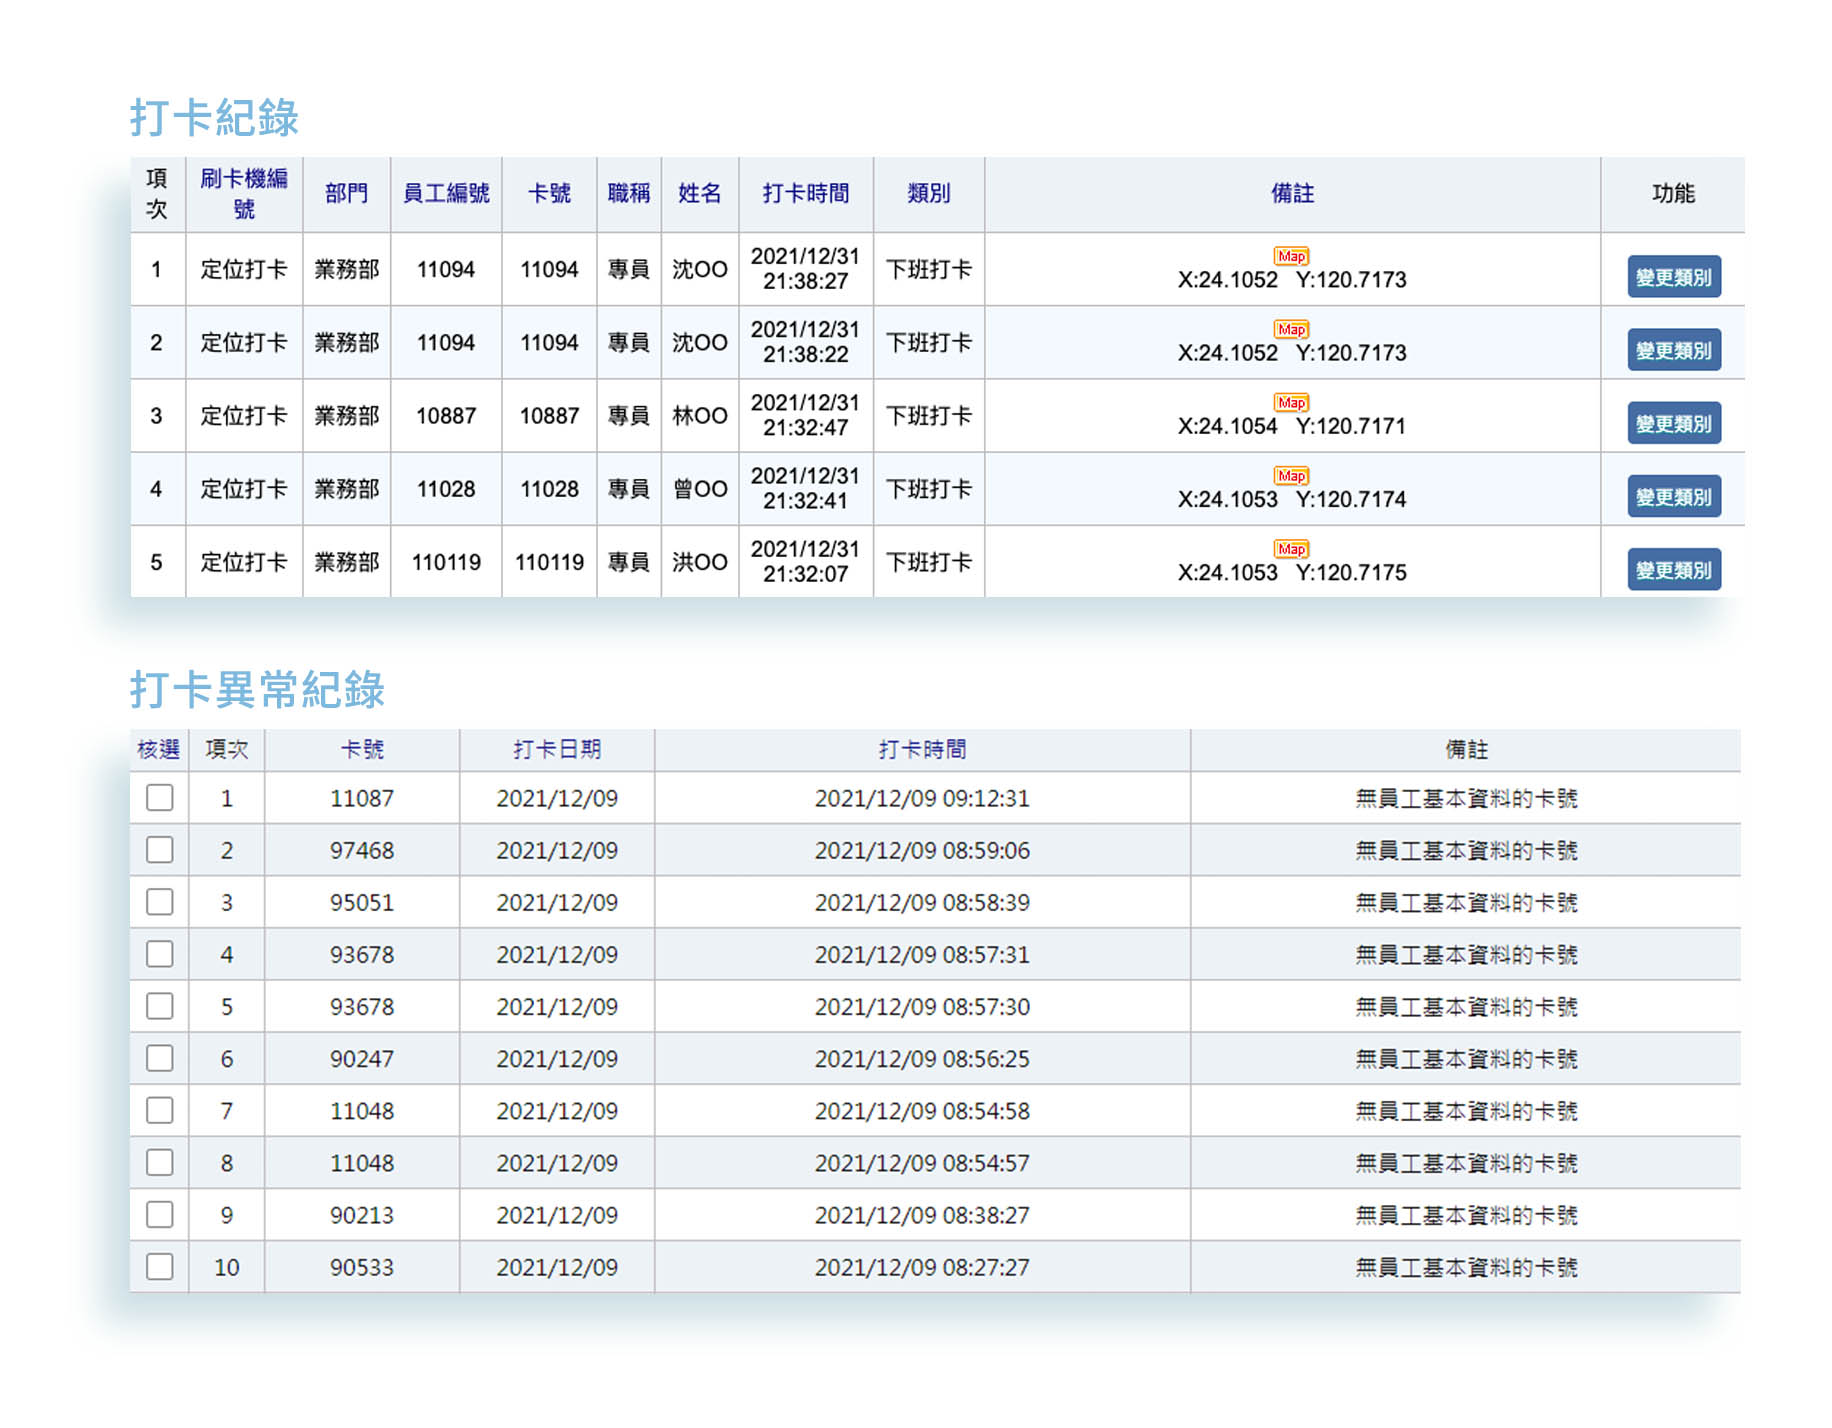 打卡紀錄
項次 刷卡機編號 部門 員工編號 卡號 職稱 姓名 打卡時間 類別 備註 功能
1 定位打卡 業務部 11094 11094 專員 沈OO 2021/12/31 21:38:27 下班打卡 Map X:24.1052 Y:120.7173 變更類別
2 定位打卡 業務部 11094 11094 專員 沈OO 2021/12/31 21:38:22 下班打卡 Map X:24.1052 Y:120.7173 變更類別
3 定位打卡 業務部 10887 10887 專員 林OO 2021/12/31 21:32:47 下班打卡 Map X:24.1054 Y:120.7171 變更類別
4 定位打卡 業務部 11028 11028 專員 曾OO 2021/12/31 21:32:41 下班打卡 Map X:24.1053 Y:120.7174 變更類別
5 定位打卡 業務部 110119 110119 專員 洪OO 2021/12/31 21:32:07 下班打卡 Map X:24.1053 Y:120.7175 變更類別
打卡異常紀錄
核選 項次 卡號 打卡日期 打卡時間 備註
1 11087 2021/12/09 2021/12/09 09:12:31 無員工基本資料的卡號
2 97468 2021/12/09 2021/12/09 08:59:06 無員工基本資料的卡號
3 95051 2021/12/09 2021/12/09 08:58:39 無員工基本資料的卡號
4 93678 2021/12/09 2021/12/09 08:57:31 無員工基本資料的卡號
5 93678 2021/12/09 2021/12/09 08:57:30 無員工基本資料的卡號
6 90247 2021/12/09 2021/12/09 08:56:25 無員工基本資料的卡號
7 11048 2021/12/09 2021/12/09 08:54:58 無員工基本資料的卡號
8 11048 2021/12/09 2021/12/09 08:54:57 無員工基本資料的卡號
9 90213 2021/12/09 2021/12/09 08:38:27 無員工基本資料的卡號
10 90533 2021/12/09 2021/12/09 08:27:27 無員工基本資料的卡號